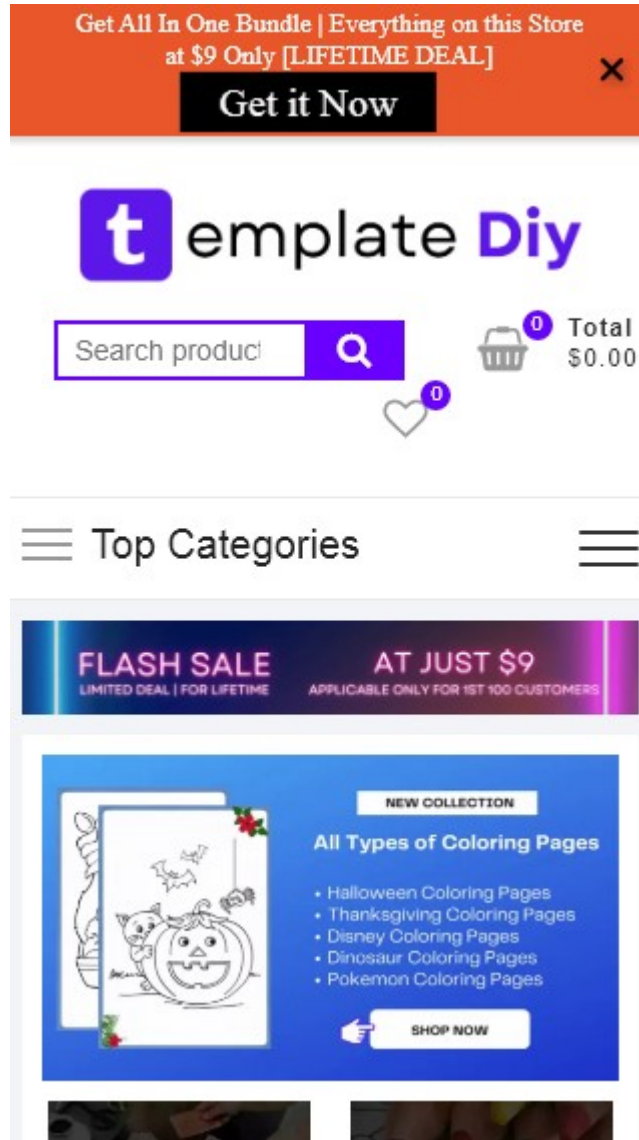 Get All In One Bundle | Everything on this Store
at $9 Only [LIFETIME DEAL]
Get it Now
template Diy
Search product
0
Total
$0.00
0
Top Categories
FLASH SALE
LIMITED DEAL | FOR LIFETIME
AT JUST $9
APPLICABLE ONLY FOR 1ST 100 CUSTOMERS
NEW COLLECTION
All Types of Coloring Pages
• Halloween Coloring Pages
• Thanksgiving Coloring Pages
• Disney Coloring Pages
• Dinosaur Coloring Pages
• Pokemon Coloring Pages
SHOP NOW